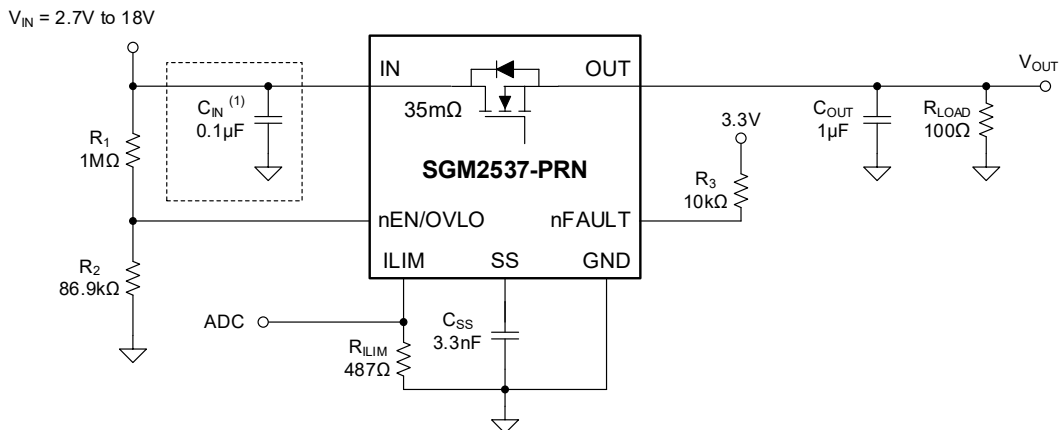 V_IN = 2.7V to 18V
IN
OUT
V_OUT
C_IN (1)
0.1µF
35mΩ
C_OUT
1µF
R_LOAD
100Ω
3.3V
R_1
1MΩ
SGM2537-PRN
R_3
10kΩ
nEN/OVLO
nFAULT
R_2
86.9kΩ
ILIM
SS
GND
ADC
C_SS
3.3nF
R_ILIM
487Ω